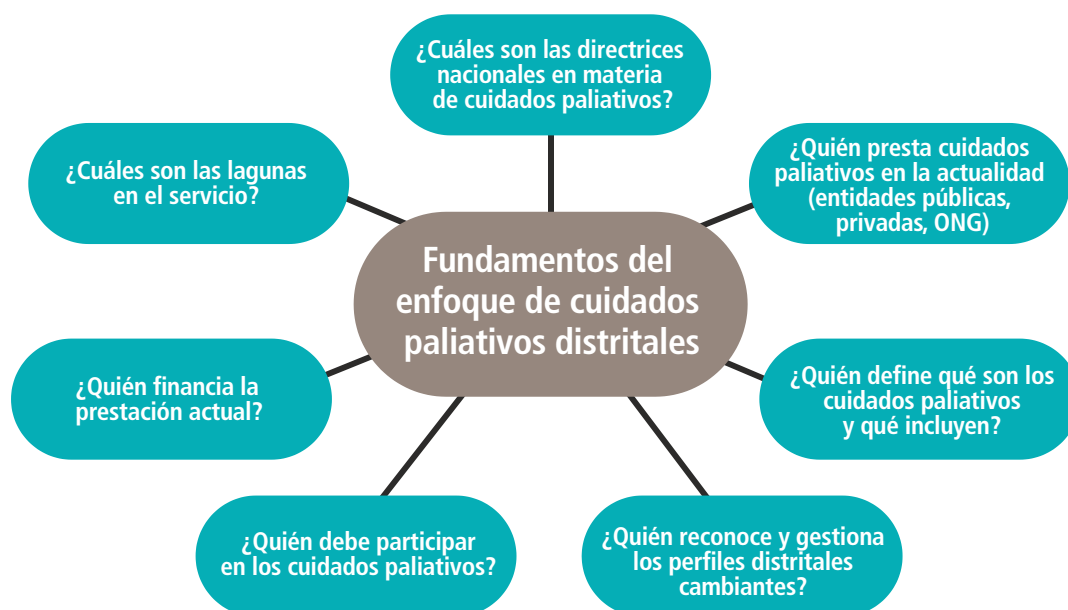 ¿Cuáles son las directrices
nacionales en materia
de cuidados paliativos?
¿Cuáles son las lagunas
en el servicio?
¿Quién presta cuidados
paliativos en la actualidad
(entidades públicas,
privadas, ONG)
Fundamentos del
enfoque de cuidados
paliativos distritales
¿Quién financia la
prestación actual?
¿Quién define qué son los
cuidados paliativos
y qué incluyen?
¿Quién debe participar
en los cuidados paliativos?
¿Quién reconoce y gestiona
los perfiles distritales
cambiantes?